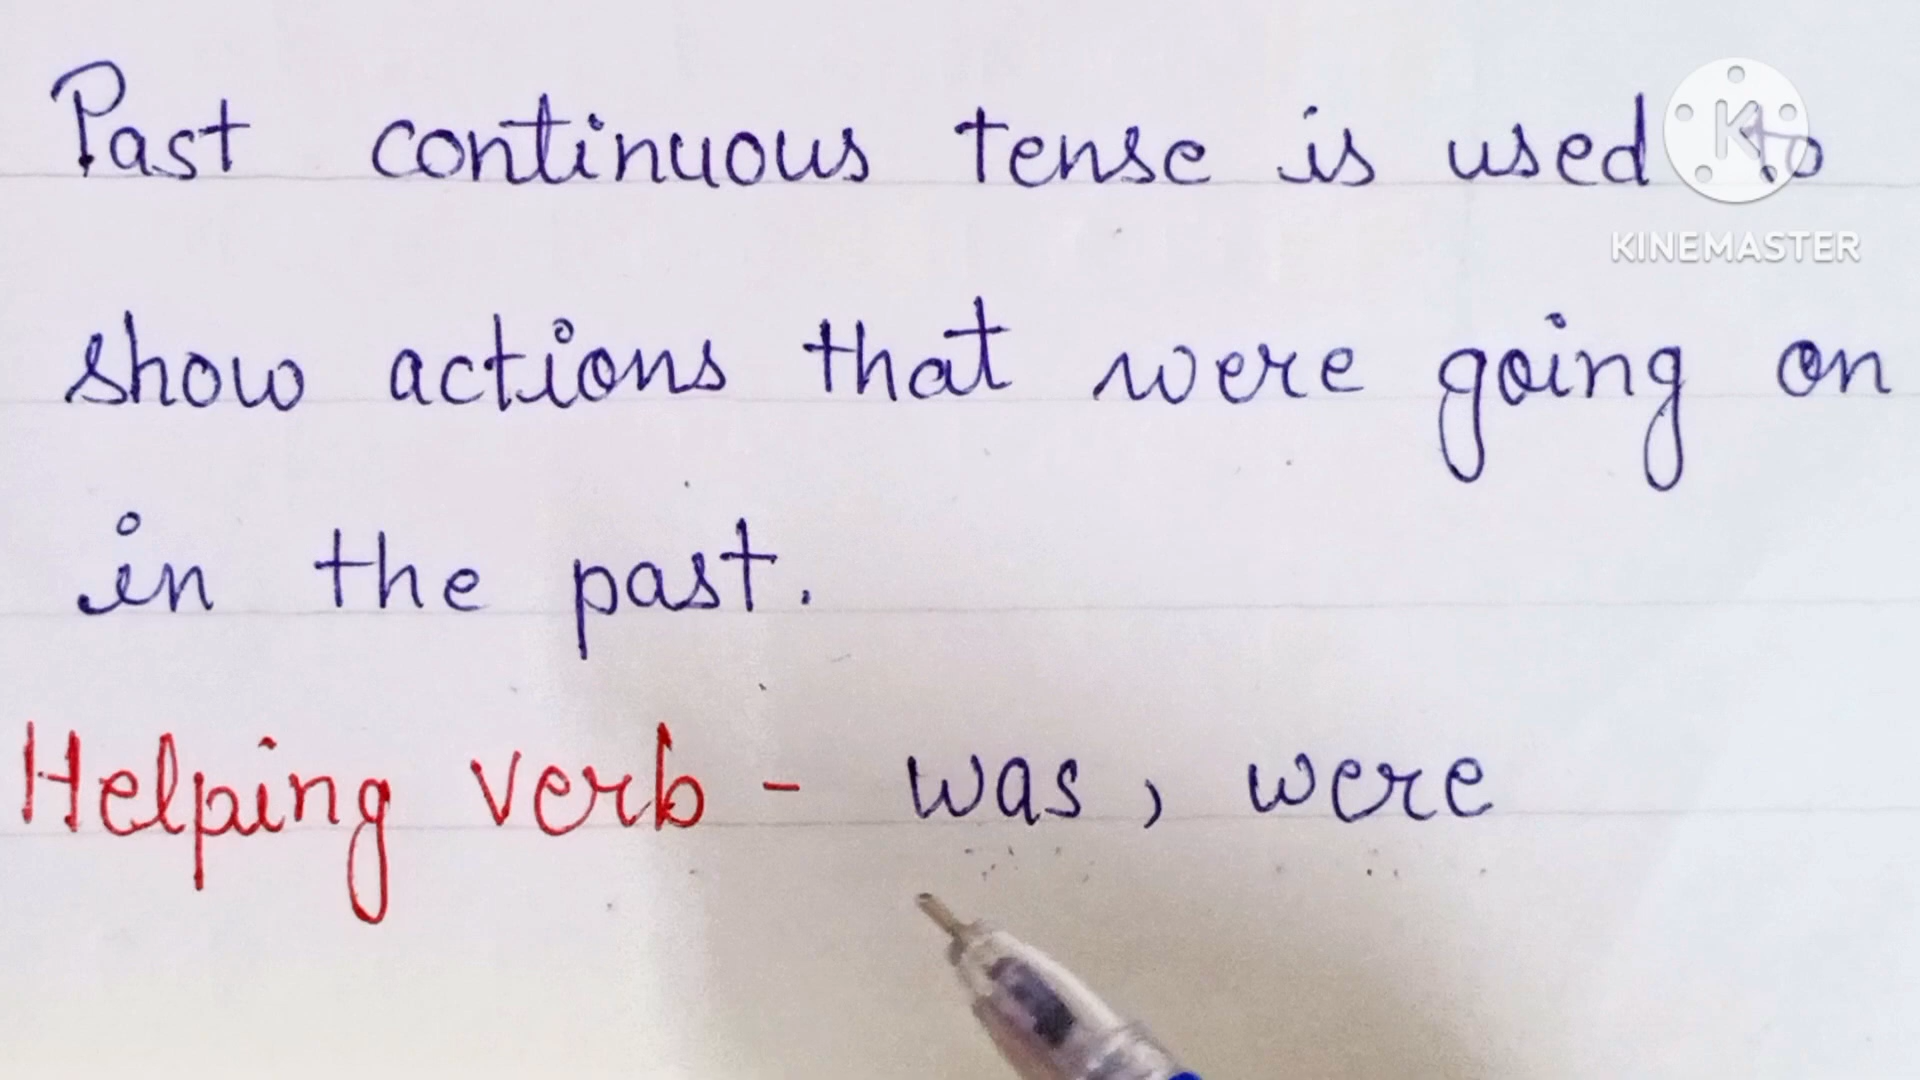 Past continuous tense is used to
show actions that were going on
in the past.
Helping verb - was, were
K
KINEMASTER